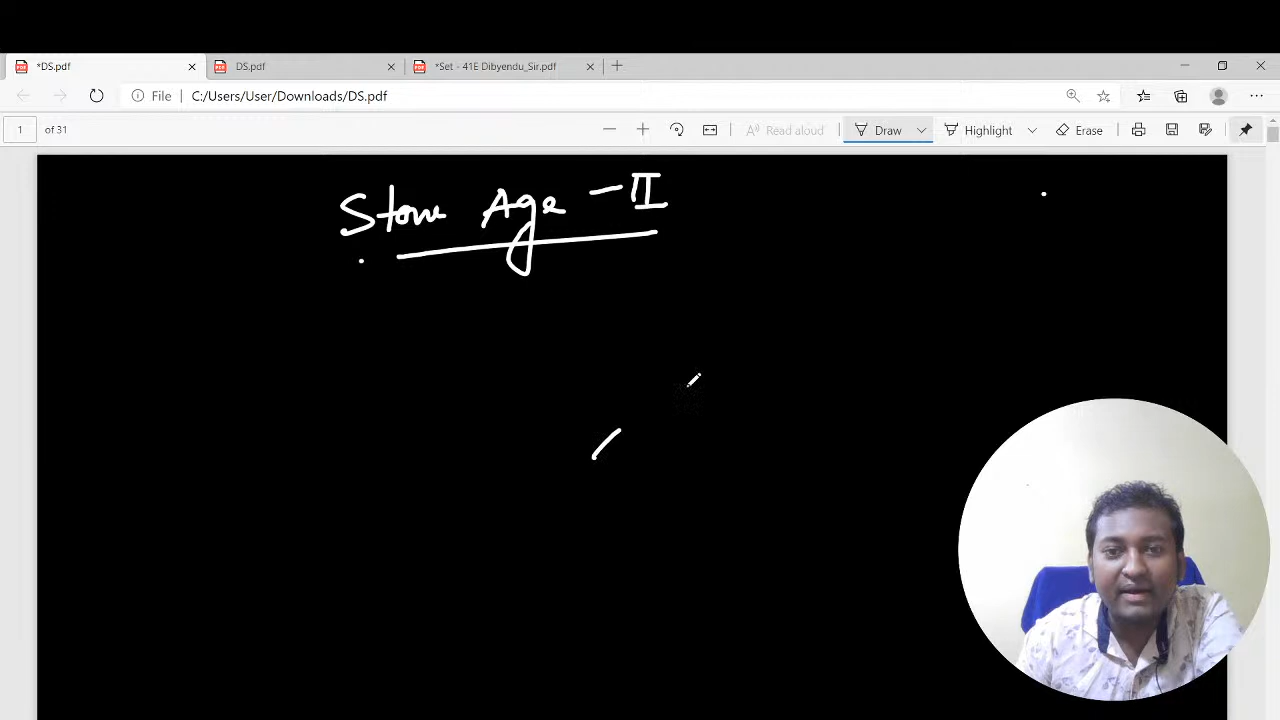 *DS.pdf DS.pdf *Set - 41E Dibyendu_Sir.pdf
File C:/Users/User/Downloads/DS.pdf
1 of 31 Read aloud Draw Highlight Erase
Stone Age - II